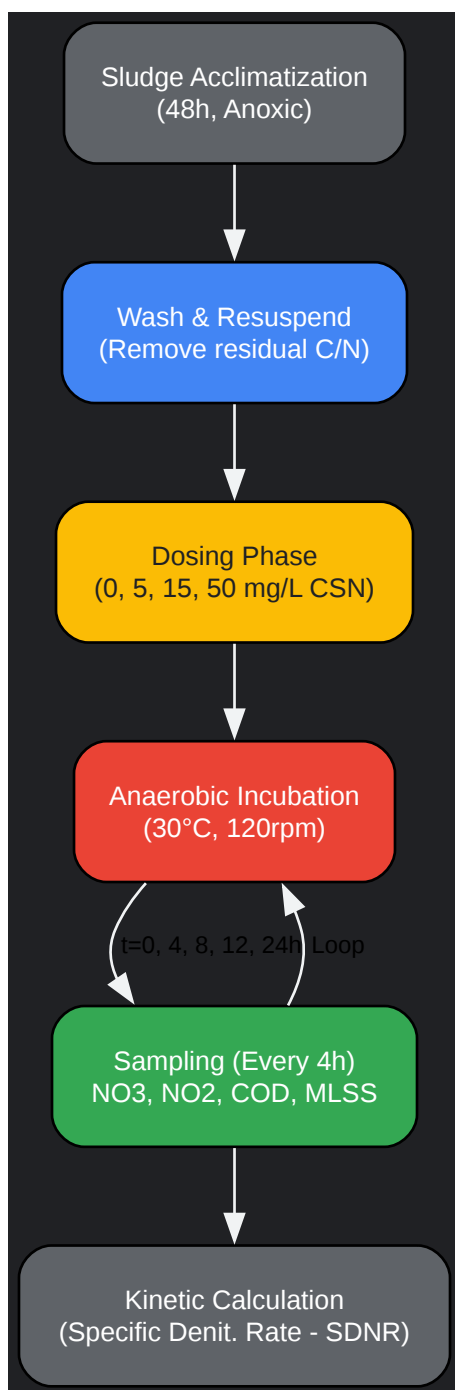 Sludge Acclimatization
(48h, Anoxic)
Wash & Resuspend
(Remove residual C/N)
Dosing Phase
(0, 5, 15, 50 mg/L CSN)
Anaerobic Incubation
(30°C, 120rpm)
t=0, 4, 8, 12, 24h Loop
Sampling (Every 4h)
NO3, NO2, COD, MLSS
Kinetic Calculation
(Specific Denit. Rate - SDNR)